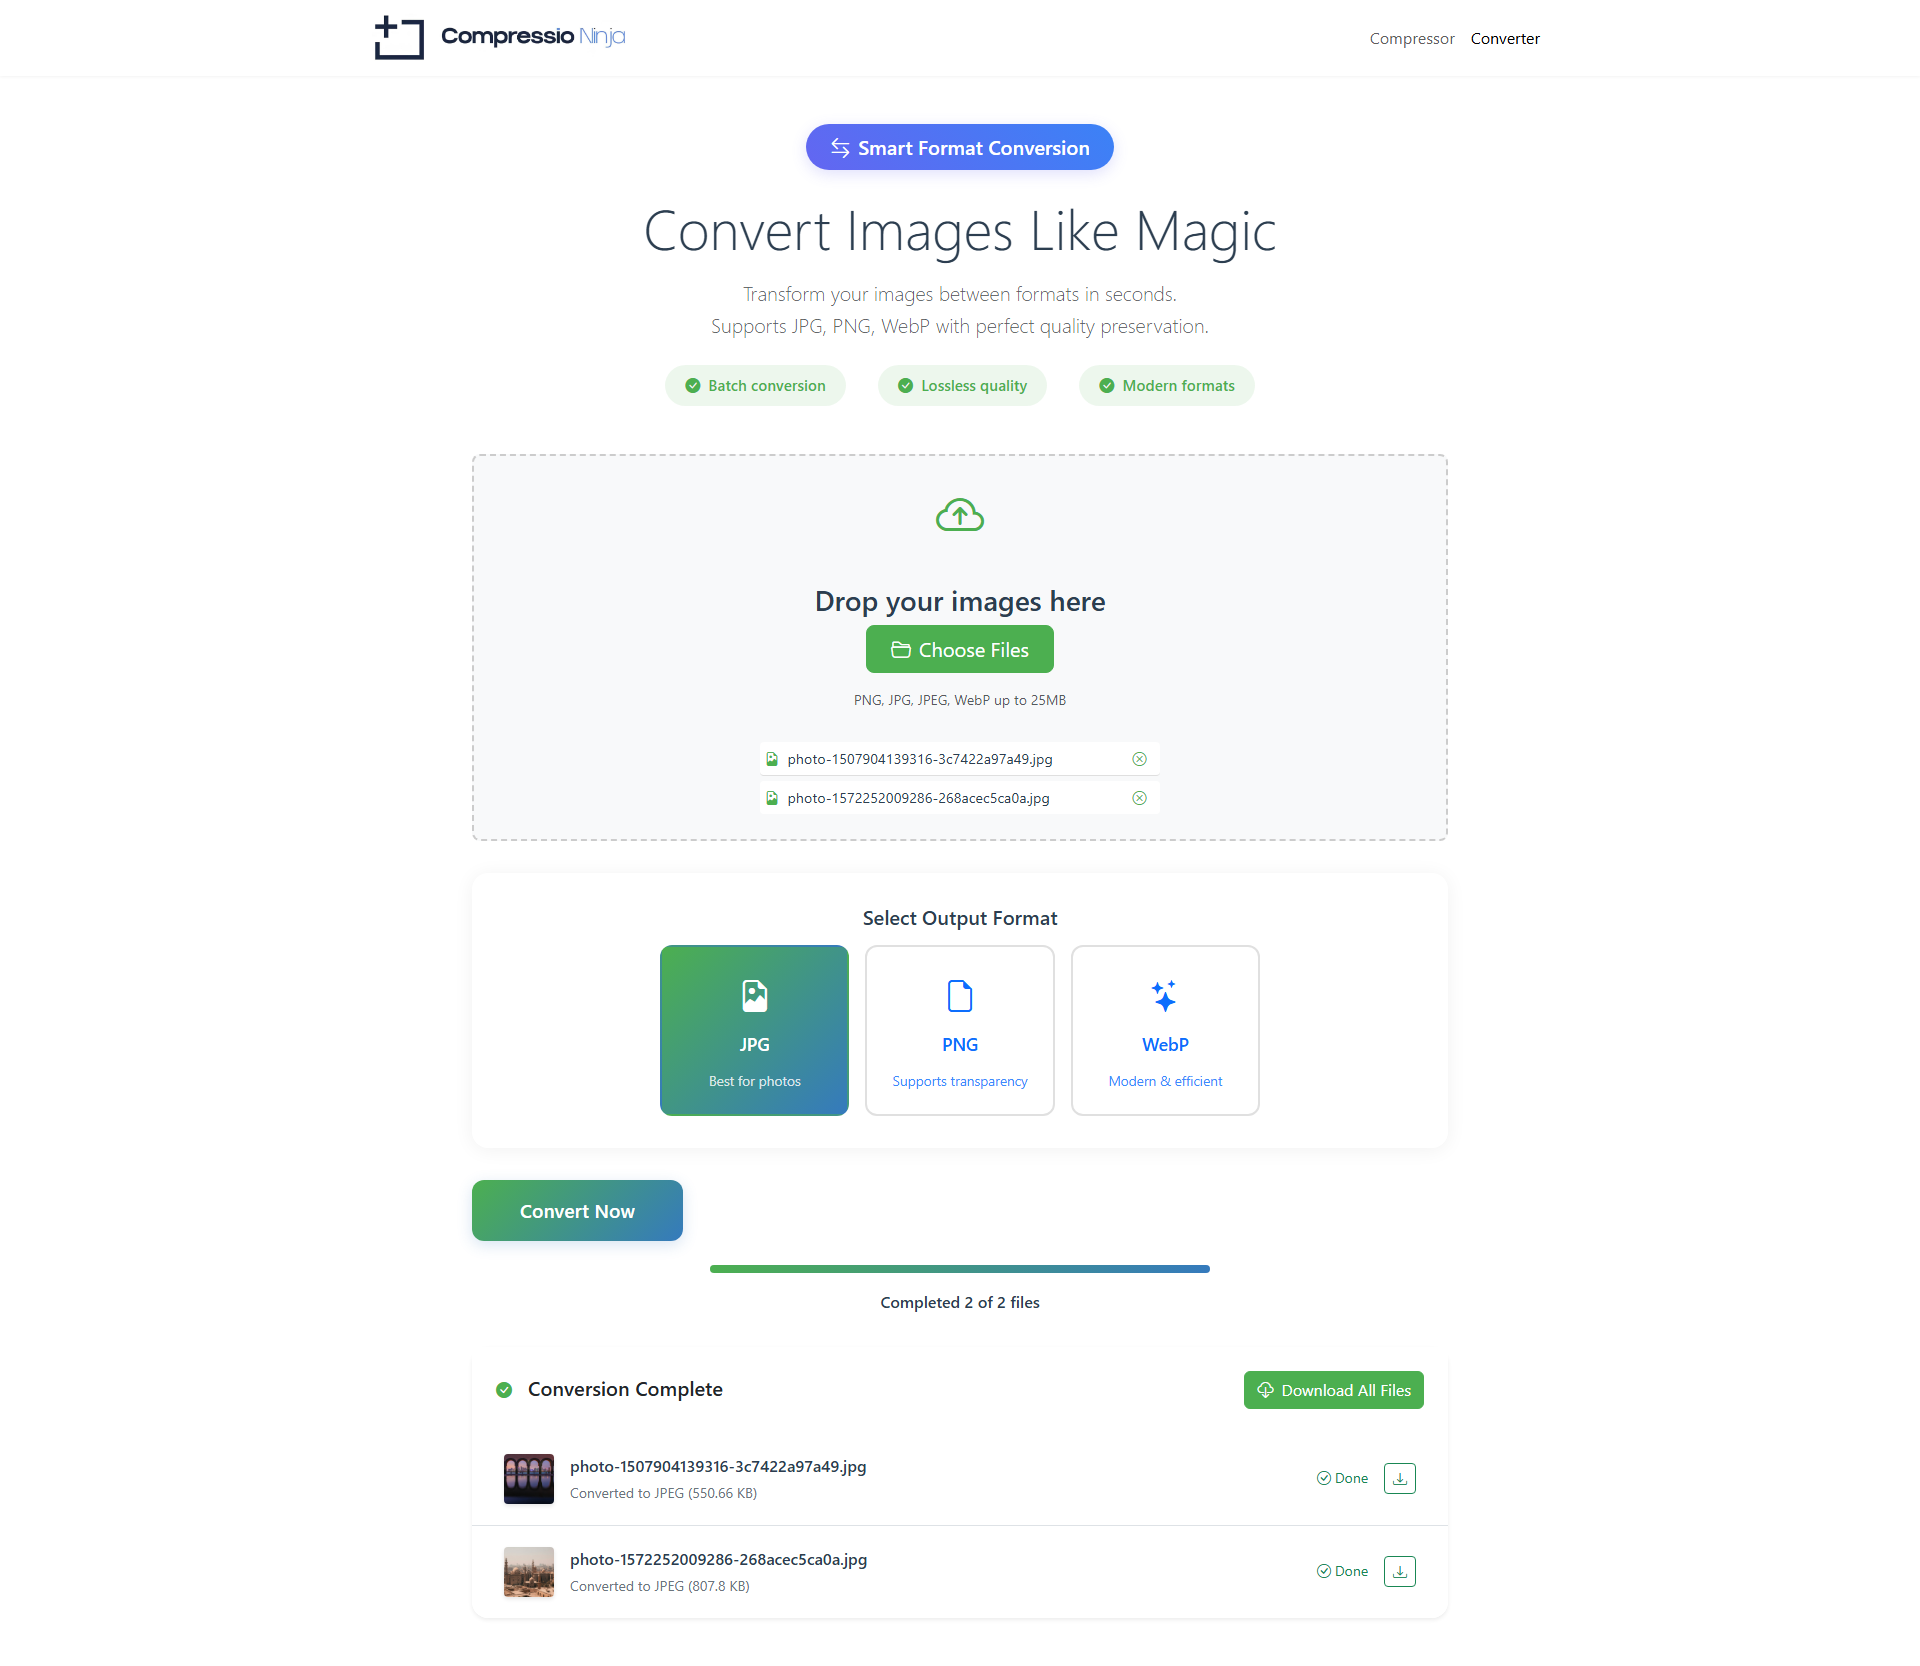 Compressio Ninja
Compressor Converter
Smart Format Conversion
Convert Images Like Magic
Transform your images between formats in seconds.
Supports JPG, PNG, WebP with perfect quality preservation.
Batch conversion
Lossless quality
Modern formats
Drop your images here
Choose Files
PNG, JPG, JPEG, WebP up to 25MB
photo-1507904139316-3c7422a97a49.jpg
photo-1572252009286-268acec5ca0a.jpg
Select Output Format
JPG
Best for photos
PNG
Supports transparency
WebP
Modern & efficient
Convert Now
Completed 2 of 2 files
Conversion Complete
Download All Files
photo-1507904139316-3c7422a97a49.jpg
Converted to JPEG (550.66 KB)
Done
photo-1572252009286-268acec5ca0a.jpg
Converted to JPEG (807.8 KB)
Done